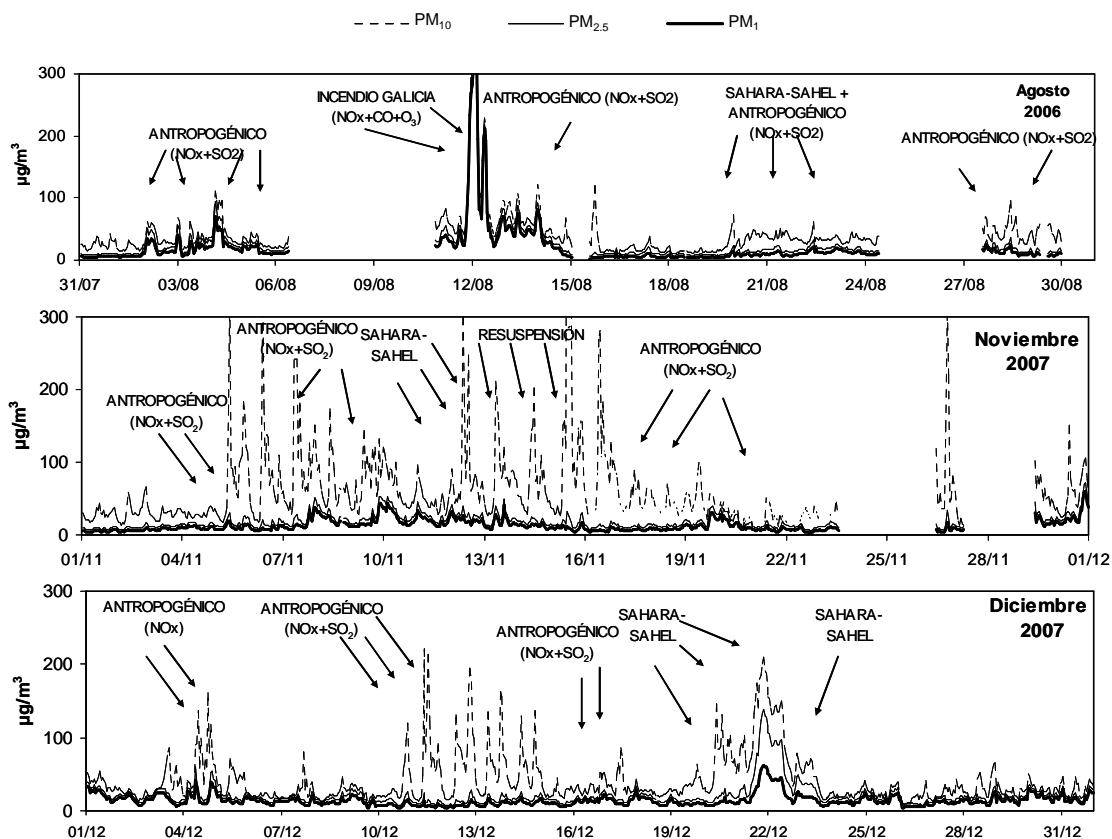 PM10 PM2.5 PM1
300
200
100
0
µg/m3
ANTROPOGÉNICO
(NOx+SO2)
INCENDIO GALICIA
(NOx+CO+O3)
ANTROPOGÉNICO (NOx+SO2)
SAHARA-SAHEL +
ANTROPOGÉNICO
(NOx+SO2)
Agosto
2006
ANTROPOGÉNICO (NOx+SO2)
31/07 03/08 06/08 09/08 12/08 15/08 18/08 21/08 24/08 27/08 30/08
300
200
100
0
µg/m3
ANTROPOGÉNICO
(NOx+SO2)
ANTROPOGÉNICO
(NOx+SO2)
SAHARA-
SAHEL
RESUSPENSIÓN
ANTROPOGÉNICO
(NOx+SO2)
Noviembre
2007
01/11 04/11 07/11 10/11 13/11 16/11 19/11 22/11 25/11 28/11 01/12
300
200
100
0
µg/m3
ANTROPOGÉNICO
(NOx)
ANTROPOGÉNICO
(NOx+SO2)
ANTROPOGÉNICO
(NOx+SO2)
SAHARA-
SAHEL
SAHARA-
SAHEL
Diciembre
2007
01/12 04/12 07/12 10/12 13/12 16/12 19/12 22/12 25/12 28/12 31/12